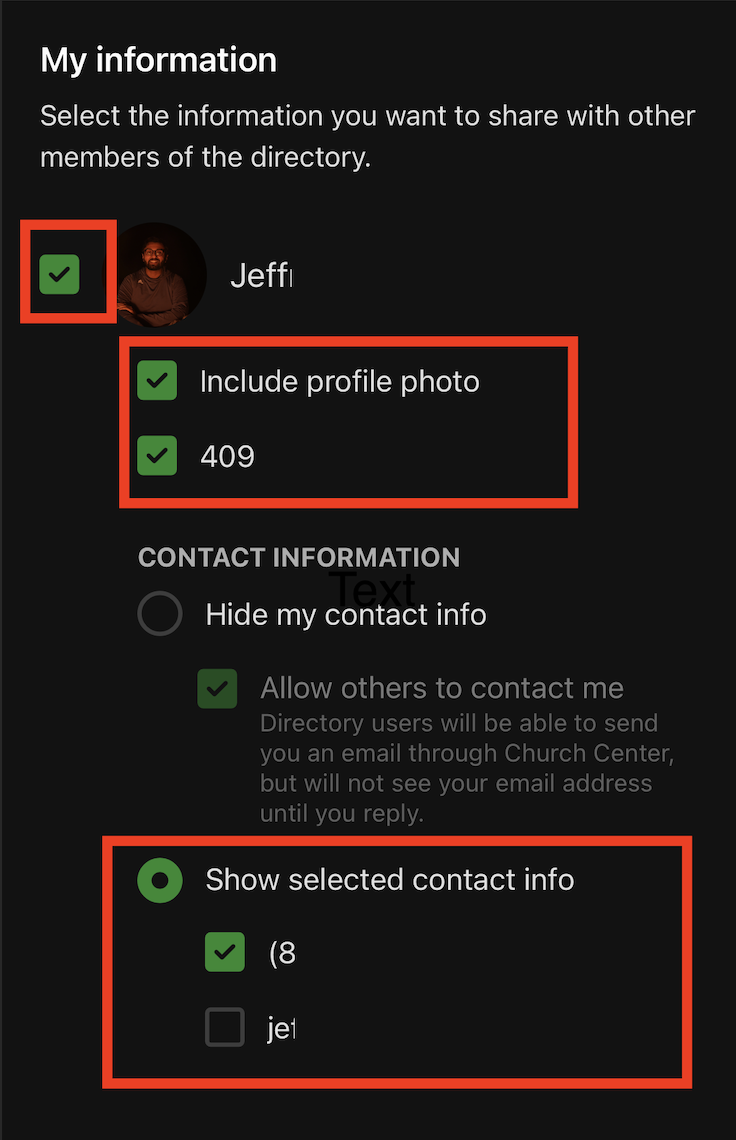 My information
Select the information you want to share with other
members of the directory.
Jeff
Include profile photo
409
CONTACT INFORMATION
Text
Hide my contact info
Allow others to contact me
Directory users will be able to send
you an email through Church Center,
but will not see your email address
until you reply.
Show selected contact info
(8
jef